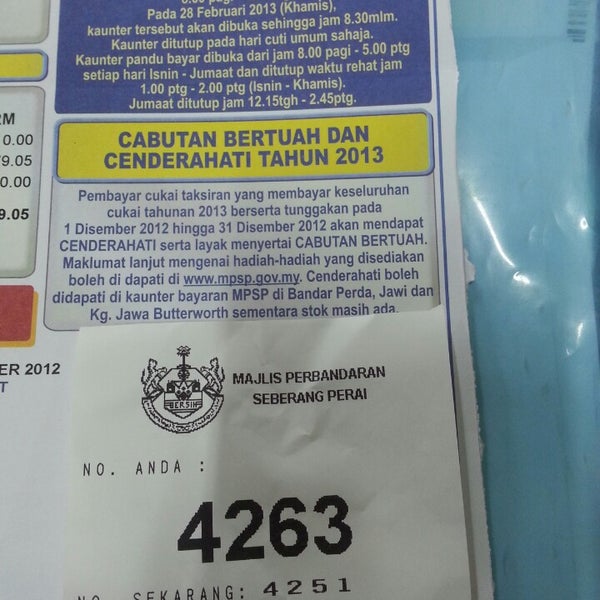 Pada 28 Februari 2013 (Khamis),
kaunter tersebut akan dibuka sehingga jam 8.30mlm.
Kaunter ditutup pada hari cuti umum sahaja.
Kaunter pandu bayar dibuka dari jam 8.00 pagi - 5.00 ptg
setiap hari Isnin - Jumaat dan ditutup waktu rehat jam
1.00 ptg - 2.00 ptg (Isnin - Khamis).
Jumaat ditutup jam 12.15tgh - 2.45ptg.
RM
0.00
79.05
0.00
9.05
CABUTAN BERTUAH DAN
CENDERAHATI TAHUN 2013
Pembayar cukai taksiran yang membayar keseluruhan
cukai tahunan 2013 berserta tunggakan pada
1 Disember 2012 hingga 31 Disember 2012 akan mendapat
CENDERAHATI serta layak menyertai CABUTAN BERTUAH.
Maklumat lanjut mengenai hadiah-hadiah yang disediakan
boleh di dapati di www.mpsp.gov.my. Cenderahati boleh
didapati di kaunter bayaran MPSP di Bandar Perda, Jawi dan
Kg. Jawa Butterworth sementara stok masih ada.
ER 2012
T
BERSIH
MAJLIS PERBANDARAN
SEBERANG PERAI
NO. ANDA :
4263
NO. SEKARANG: 4251